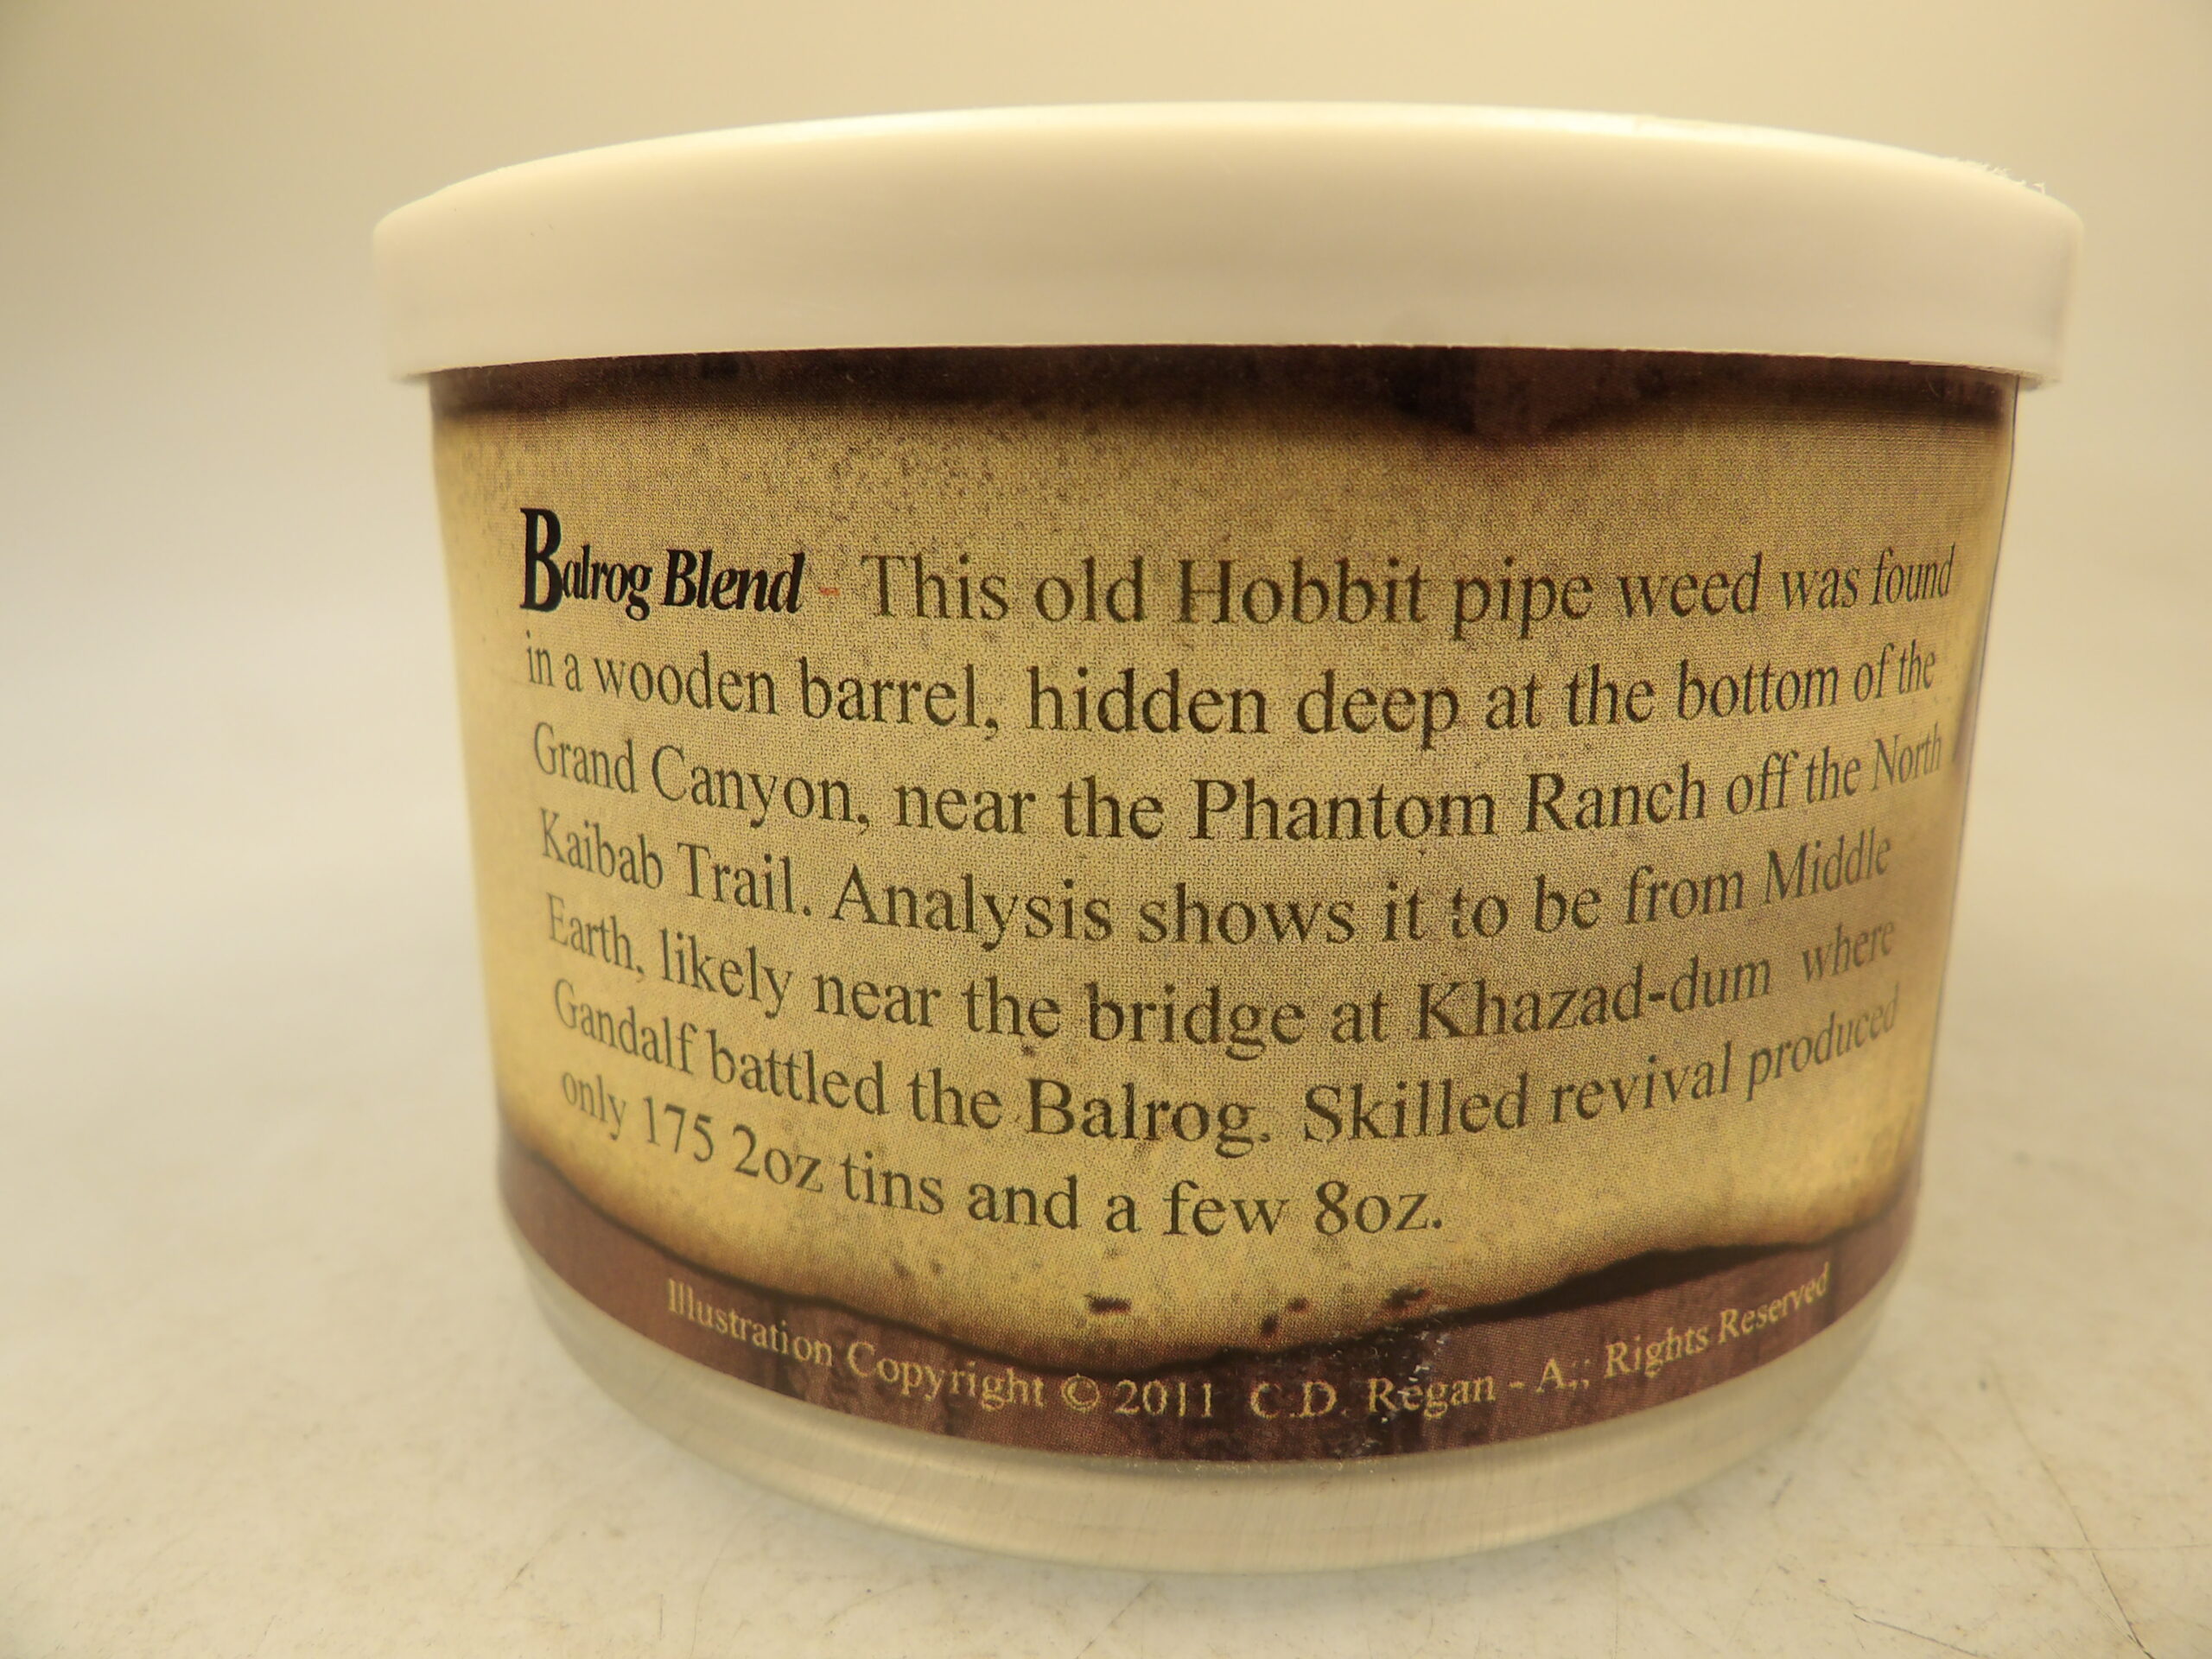 Balrog Blend - This old Hobbit pipe weed was found
in a wooden barrel, hidden deep at the bottom of the
Grand Canyon, near the Phantom Ranch off the North
Kaibab Trail. Analysis shows it to be from Middle
Earth, likely near the bridge at Khazad-dum where
Gandalf battled the Balrog. Skilled revival produced
only 175 2oz tins and a few 8oz.
Illustration Copyright © 2011 C.D. Regan - A;; Rights Reserved